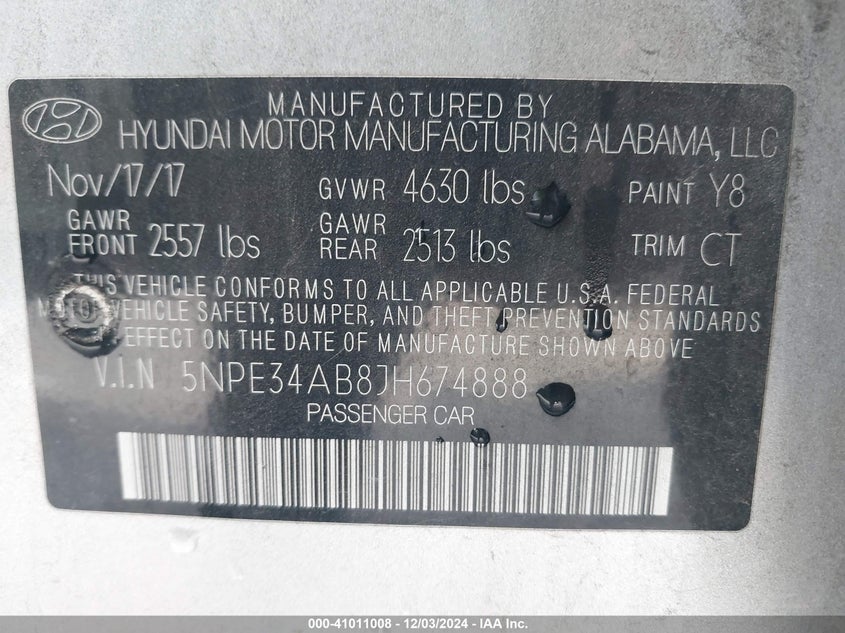 MANUFACTURED BY
HYUNDAI MOTOR MANUFACTURING ALABAMA, LLC
Nov/17/17 GVWR 4630 lbs PAINT Y8
GAWR FRONT 2557 lbs GAWR REAR 2513 lbs TRIM CT
THIS VEHICLE CONFORMS TO ALL APPLICABLE U.S.A. FEDERAL
MOTOR VEHICLE SAFETY, BUMPER, AND THEFT PREVENTION STANDARDS
EFFECT ON THE DATE OF MANUFACTURE SHOWN ABOVE
V.I.N 5NPE34AB8JH674888
PASSENGER CAR
000-41011008 - 12/03/2024 - IAA Inc.